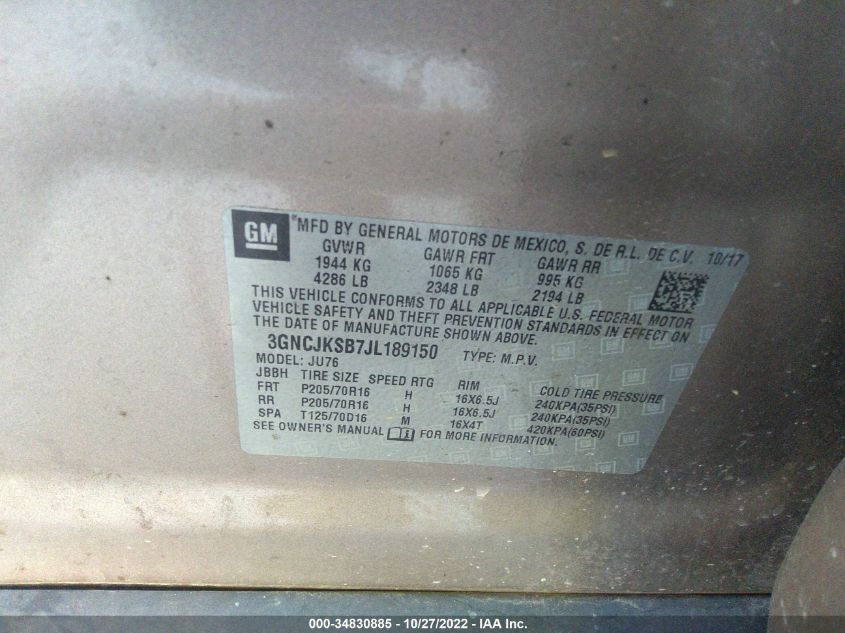 GM
®MFD BY GENERAL MOTORS DE MEXICO, S. DE R.L. DE C.V. 10/17
GVWR GAWR FRT GAWR RR
1944 KG 1065 KG 995 KG
4286 LB 2348 LB 2194 LB
THIS VEHICLE CONFORMS TO ALL APPLICABLE U.S. FEDERAL MOTOR
VEHICLE SAFETY AND THEFT PREVENTION STANDARDS IN EFFECT ON
THE DATE OF MANUFACTURE SHOWN ABOVE.
3GNCJKSB7JL189150 TYPE: M.P.V.
MODEL: JU76
JBBH TIRE SIZE SPEED RTG RIM COLD TIRE PRESSURE
FRT P205/70R16 H 16X6.5J 240KPA(35PSI)
RR P205/70R16 H 16X6.5J 240KPA(35PSI)
SPA T125/70D16 M 16X4T 420KPA(60PSI)
SEE OWNER'S MANUAL FOR MORE INFORMATION.
000-34830885 - 10/27/2022 - IAA Inc.